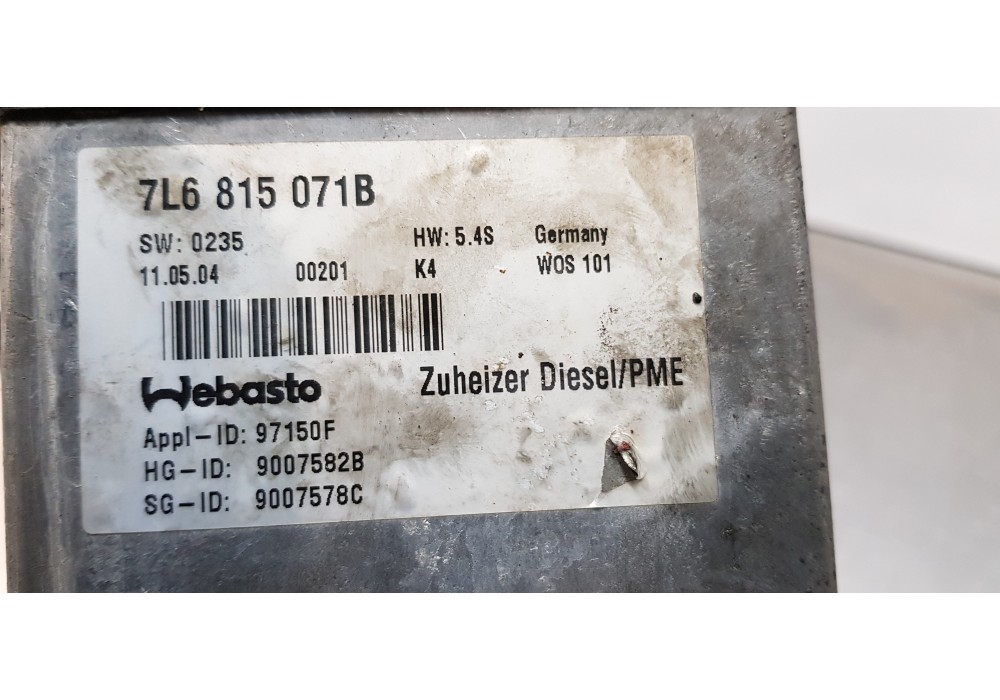 7L6 815 071B
SW: 0235 HW: 5.4S Germany
11.05.04 00201 K4 WOS 101
Webasto Zuheizer Diesel/PME
Appl-ID: 97150F
HG-ID: 9007582B
SG-ID: 9007578C